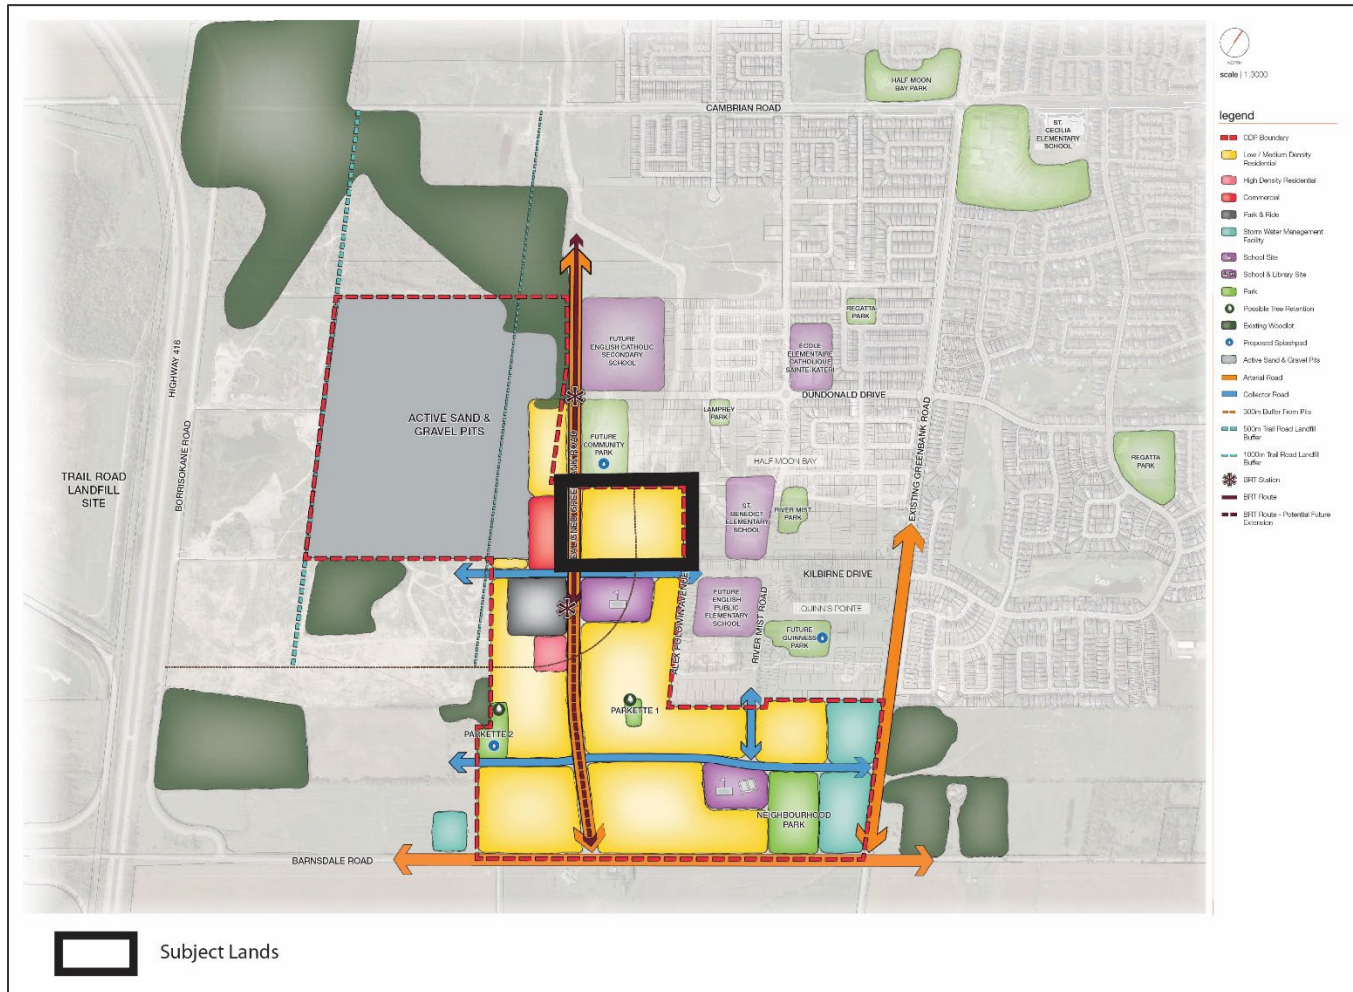 NORTH
scale | 1:3000
legend
CDP Boundary
Low / Medium Density
Residential
High Density Residential
Commercial
Park & Ride
Storm Water Management
Facility
School Site
School & Library Site
Park
Possible Tree Retention
Existing Woodlot
Proposed Splashpad
Active Sand & Gravel Pits
Arterial Road
Collector Road
300m Buffer From Pits
500m Trail Road Landfill
Buffer
1000m Trail Road Landfill
Buffer
BRT Station
BRT Route
BRT Route - Potential Future
Extension
HALF MOON
BAY PARK
CAMBRIAN ROAD
ST.
CECILIA
ELEMENTARY
SCHOOL
REGATTA
PARK
FUTURE
ENGLISH CATHOLIC
SECONDARY
SCHOOL
ÉCOLE
ELEMENTAIRE
CATHOLIQUE
SAINTE-KATERI
HIGHWAY 416
DUNDONALD DRIVE
LAMPREY
PARK
ACTIVE SAND &
GRAVEL PITS
EXISTING GREENBANK ROAD
FUTURE
COMMUNITY
PARK
HALF MOON BAY
REGATTA
PARK
TRAIL ROAD
LANDFILL
SITE
BORRISOKANE ROAD
ST.
BENEDICT
ELEMENTARY
SCHOOL
RIVER MIST
PARK
KILBIRNE DRIVE
FUTURE
ENGLISH
PUBLIC
ELEMENTARY
SCHOOL
QUINN'S POINTE
RIVER MIST ROAD
FUTURE
GUINNESS
PARK
AVENUE
PARKETTE 1
PARKETTE 2
NEIGHBOURHOOD
PARK
BARNSDALE ROAD
Subject Lands